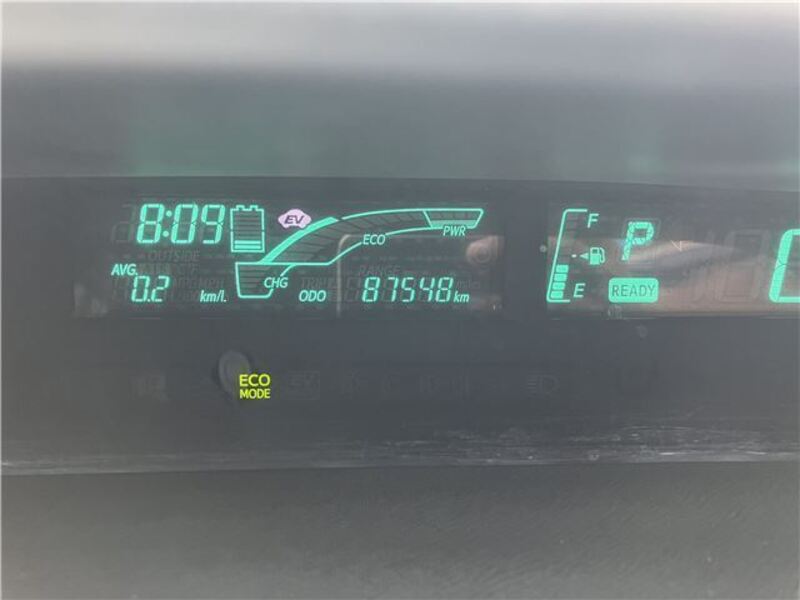 8:09 EV
ECO PWR
AVG. CHG
0.2 km/L ODO 87548 km
F P
E READY
ECO
MODE